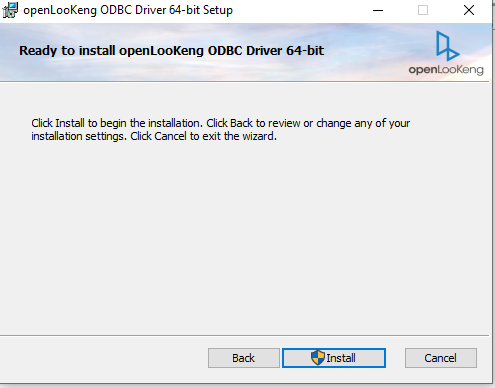 openLooKeng ODBC Driver 64-bit Setup
Ready to install openLooKeng ODBC Driver 64-bit
openLooKeng
Click Install to begin the installation. Click Back to review or change any of your
installation settings. Click Cancel to exit the wizard.
Back
Install
Cancel